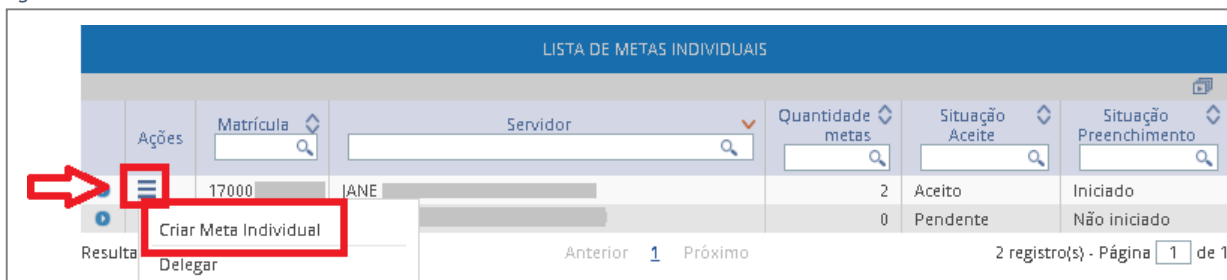 LISTA DE METAS INDIVIDUAIS
Ações Matrícula Servidor Quantidade metas Situação Aceite Situação Preenchimento
17000 JANE 2 Aceito Iniciado
0 Pendente Não iniciado
Criar Meta Individual
Resulta Anterior 1 Próximo 2 registro(s) - Página 1 de 1
Delegar